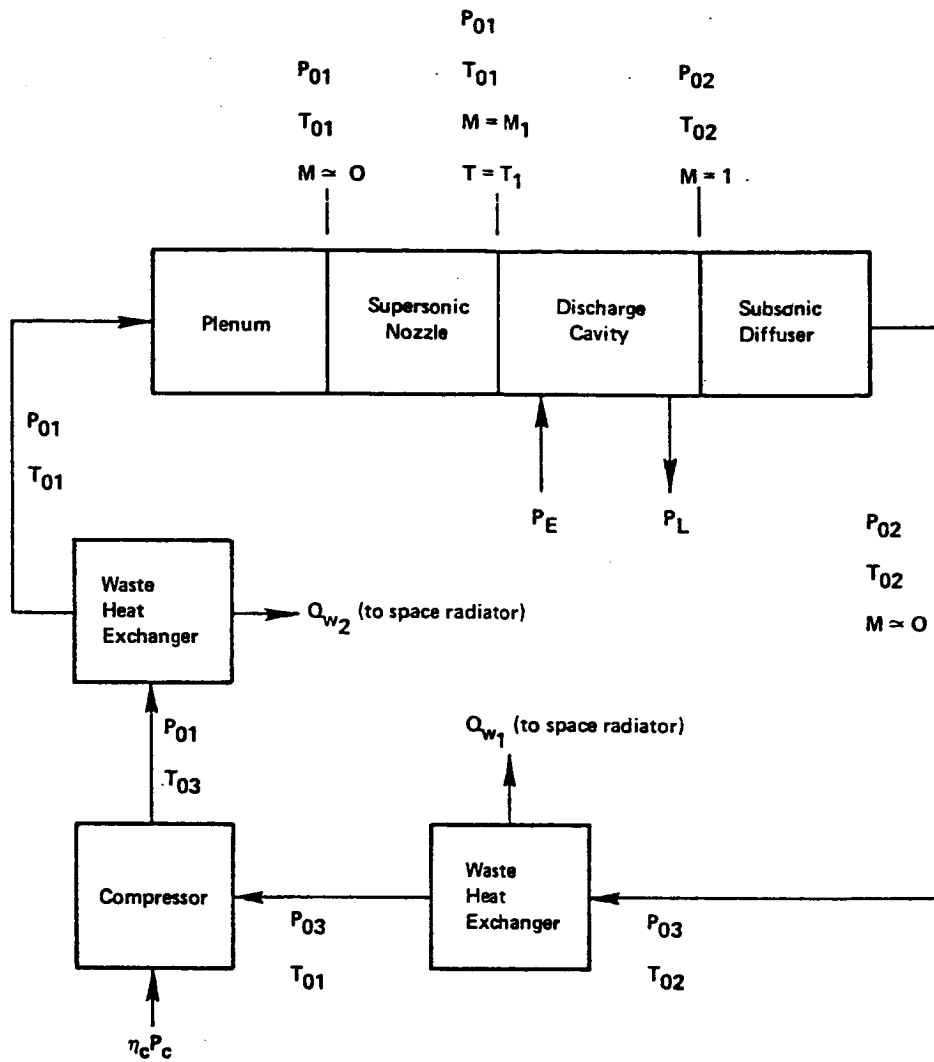 P01
T01
M ≃ O
P01
T01
M = M1
T = T1
P02
T02
M = 1
Plenum
Supersonic
Nozzle
Discharge
Cavity
Subsonic
Diffuser
P01
T01
PE
PL
P02
T02
M ≃ O
Waste
Heat
Exchanger
Qw2 (to space radiator)
P01
T03
Qw1 (to space radiator)
Compressor
P03
T01
Waste
Heat
Exchanger
P03
T02
ηcPc